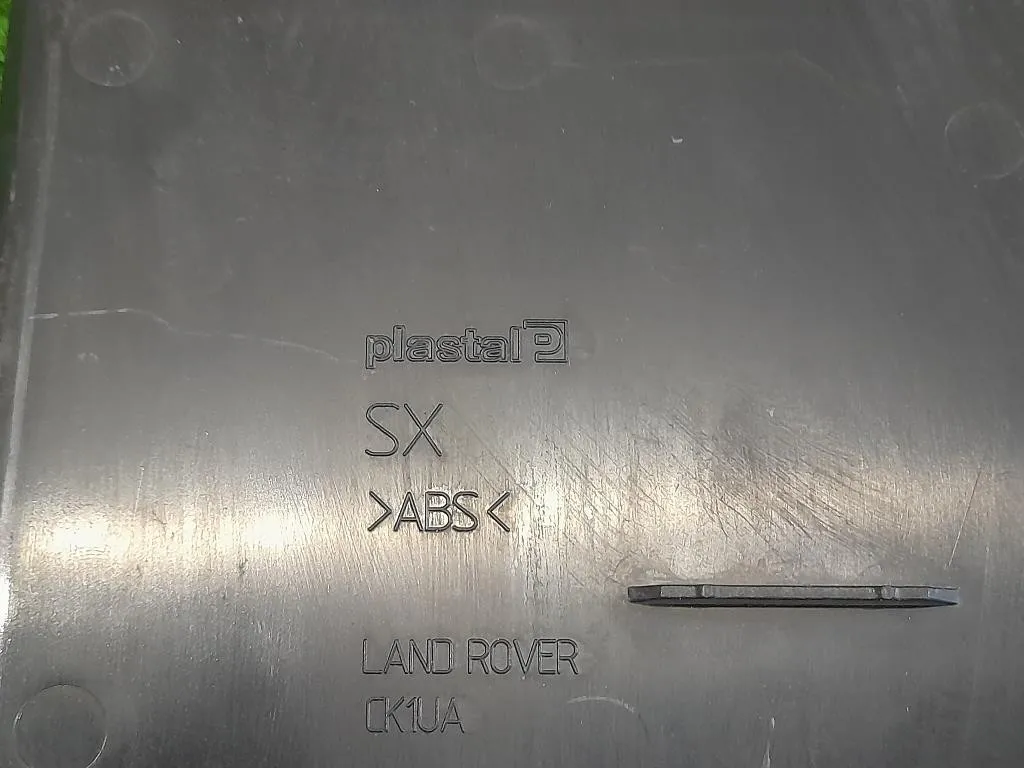 plastal P
SX
>ABS<
LAND ROVER
CK1UA